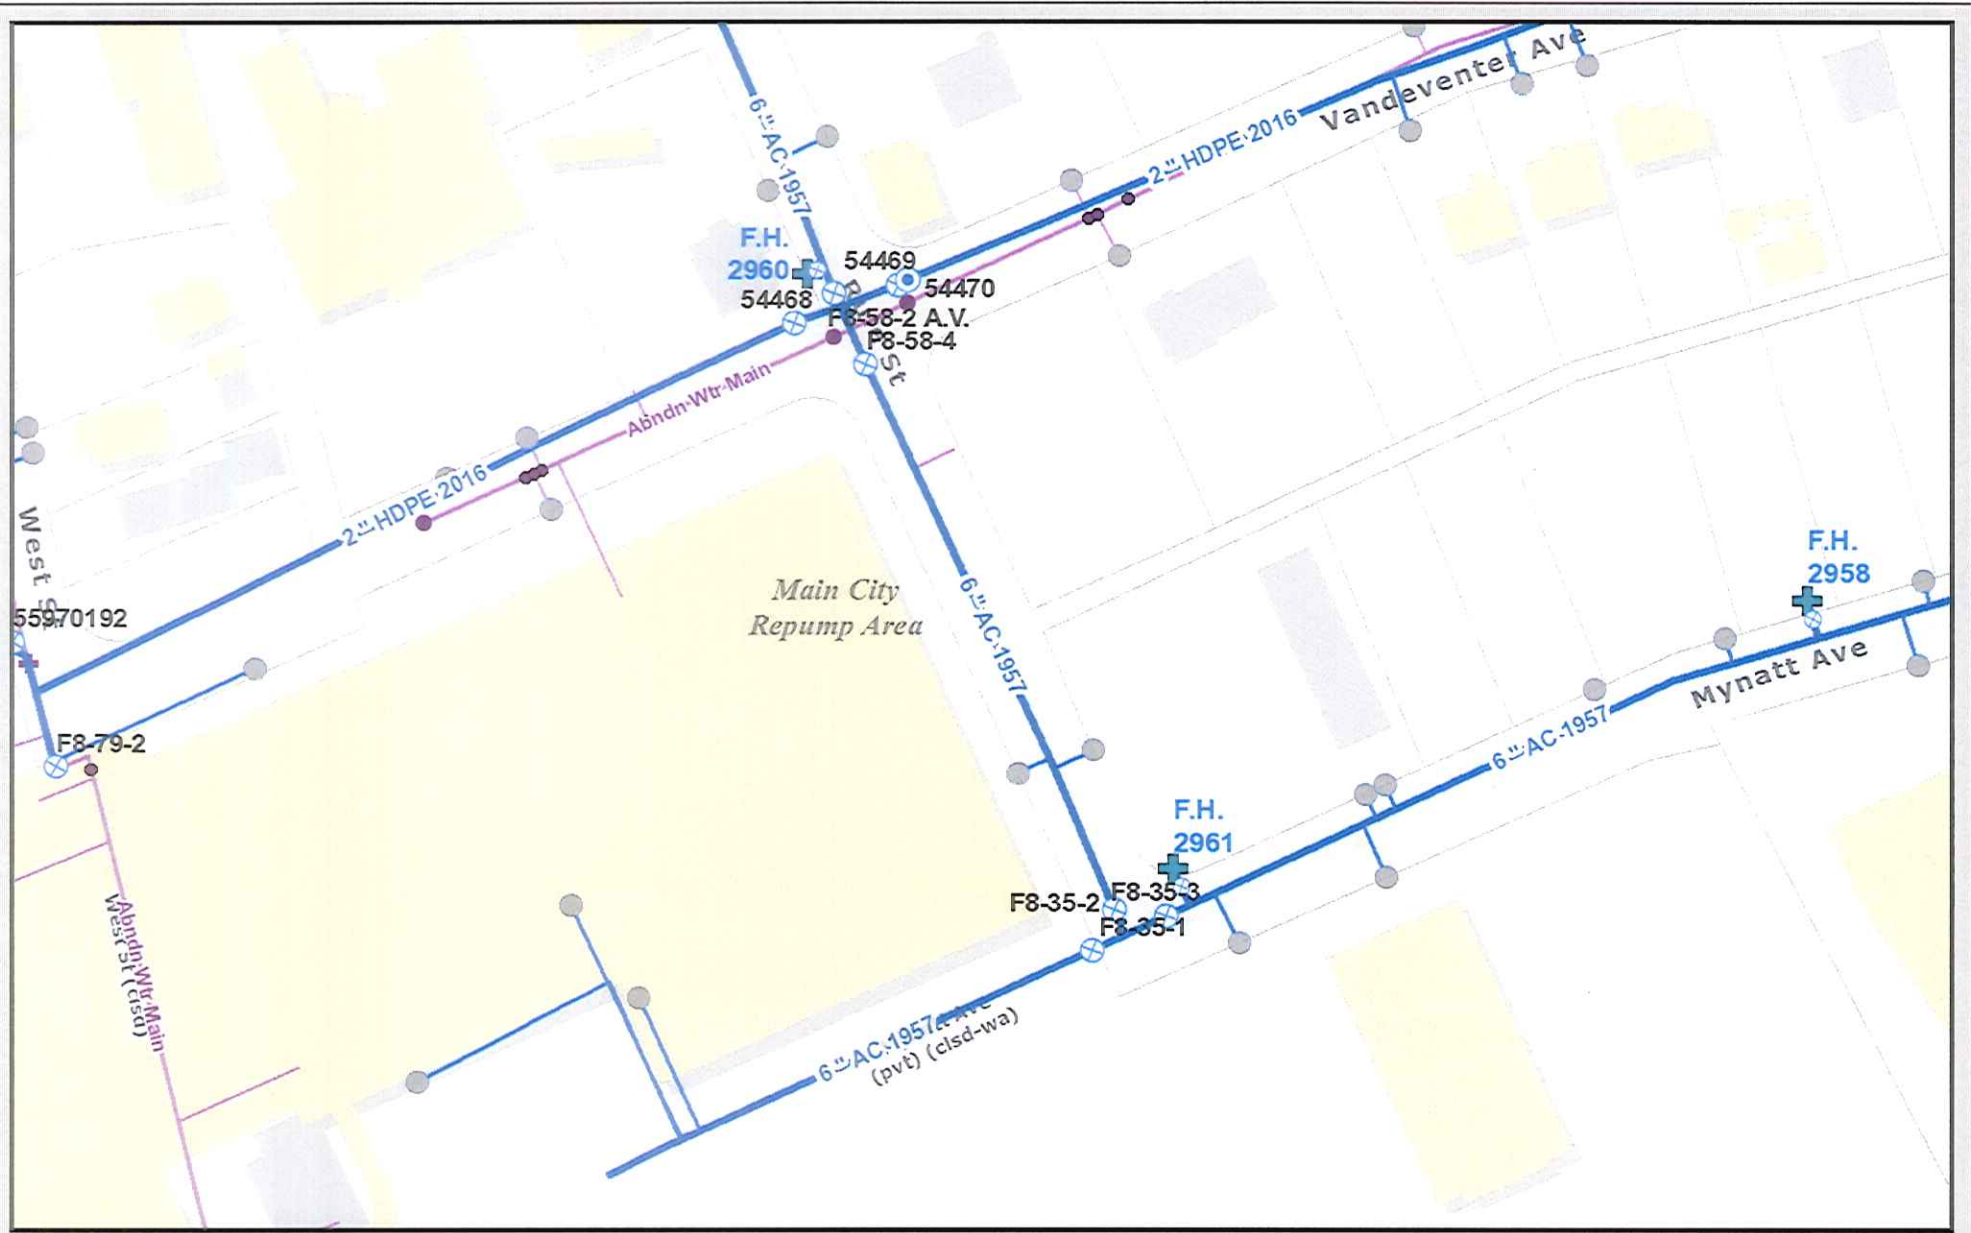 Vandeventer Ave
6" AC 1957
2" HDPE 2016
F.H.
2960
54469
54470
54468
F8-58-2 A.V.
F8-58-4
St
Abndn Wtr Main
2" HDPE 2016
West St
55970192
F8-79-2
Main City
Repump Area
6" AC 1957
F.H.
2958
Mynatt Ave
6" AC 1957
F.H.
2961
F8-35-2
F8-35-3
F8-35-1
Abndn Wtr Main
West St (clsd)
6" AC 1957
Ave
(pvt) (clsd-wa)